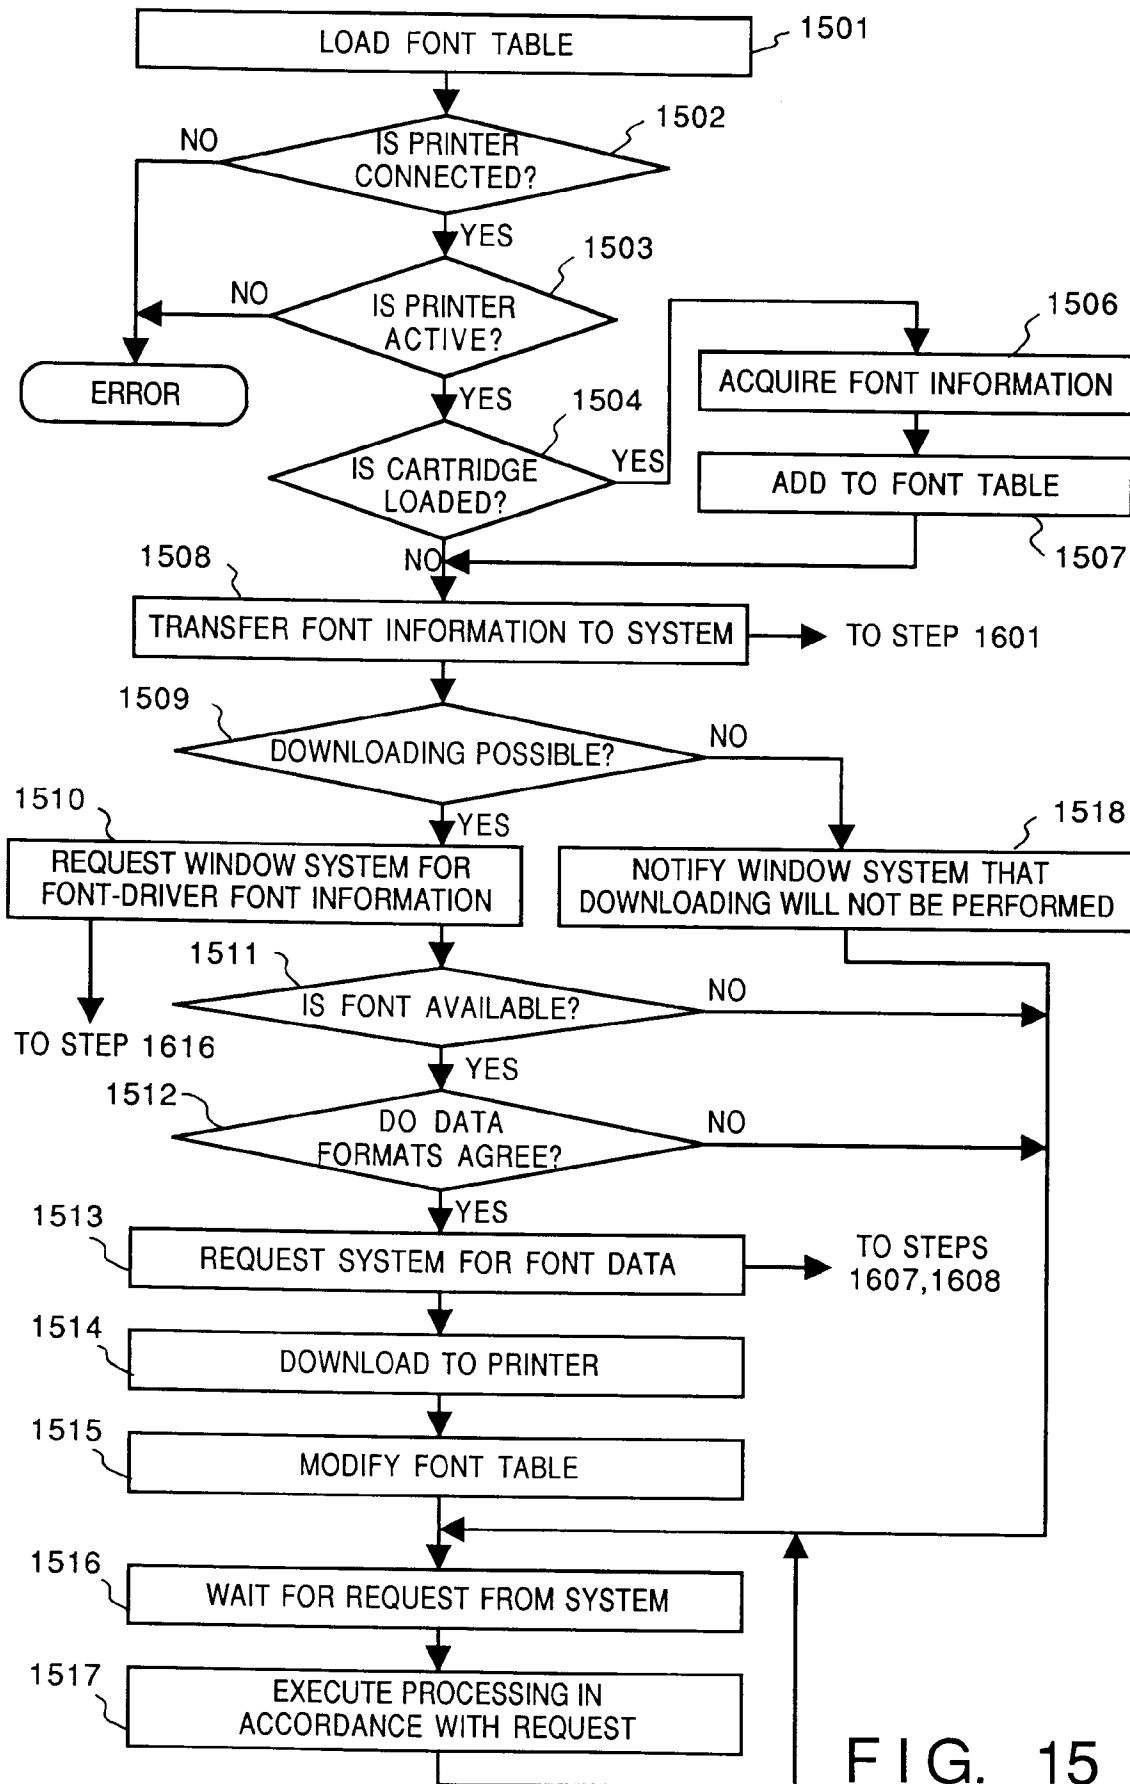 LOAD FONT TABLE
1501
IS PRINTER
CONNECTED?
1502
NO
YES
IS PRINTER
ACTIVE?
1503
NO
ERROR
YES
IS CARTRIDGE
LOADED?
1504
YES
1506
ACQUIRE FONT INFORMATION
ADD TO FONT TABLE
1507
NO
1508
TRANSFER FONT INFORMATION TO SYSTEM
TO STEP 1601
1509
DOWNLOADING POSSIBLE?
NO
YES
1510
REQUEST WINDOW SYSTEM FOR
FONT-DRIVER FONT INFORMATION
1518
NOTIFY WINDOW SYSTEM THAT
DOWNLOADING WILL NOT BE PERFORMED
TO STEP 1616
1511
IS FONT AVAILABLE?
NO
YES
1512
DO DATA
FORMATS AGREE?
NO
YES
1513
REQUEST SYSTEM FOR FONT DATA
TO STEPS
1607,1608
1514
DOWNLOAD TO PRINTER
1515
MODIFY FONT TABLE
1516
WAIT FOR REQUEST FROM SYSTEM
1517
EXECUTE PROCESSING IN
ACCORDANCE WITH REQUEST
FIG. 15